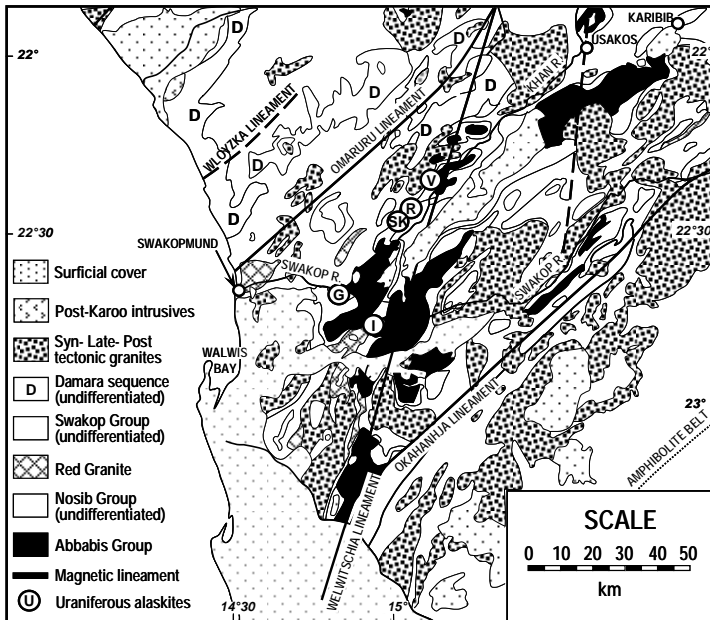 KARIBIB
USAKOS
22°
22°
D
D
D
D
D
D
D
D
D
D
KHAN R.
WLOYZKA LINEAMENT
OMARURU LINEAMENT
V
R
SK
22°30
22°30
SWAKOPMUND
SWAKOP R.
SWAKOP R.
G
I
WALWIS
BAY
OKAHANHJA LINEAMENT
WELWITSCHIA LINEAMENT
23°
AMPHIBOLITE BELT
Surficial cover
Post-Karoo intrusives
Syn- Late- Post
tectonic granites
D Damara sequence
(undifferentiated)
Swakop Group
(undifferentiated)
Red Granite
Nosib Group
(undifferentiated)
Abbabis Group
Magnetic lineament
U Uraniferous alaskites
14°30
15°
SCALE
0 10 20 30 40 50
km